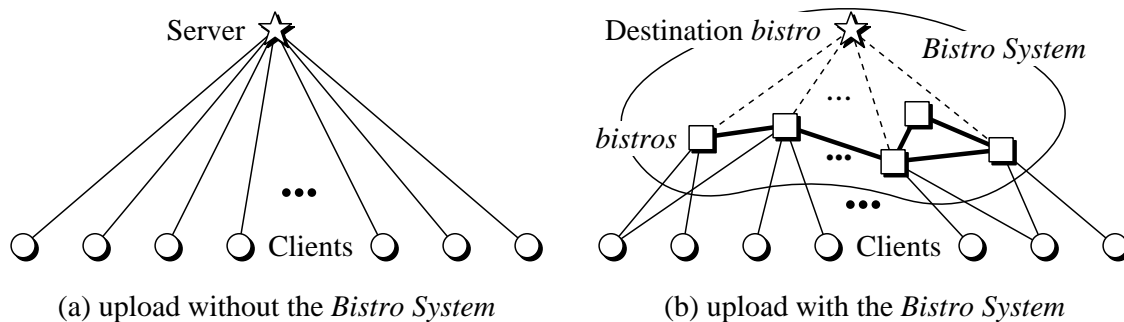 Server
Clients
(a) upload without the Bistro System
Destination bistro
Bistro System
bistros
Clients
(b) upload with the Bistro System